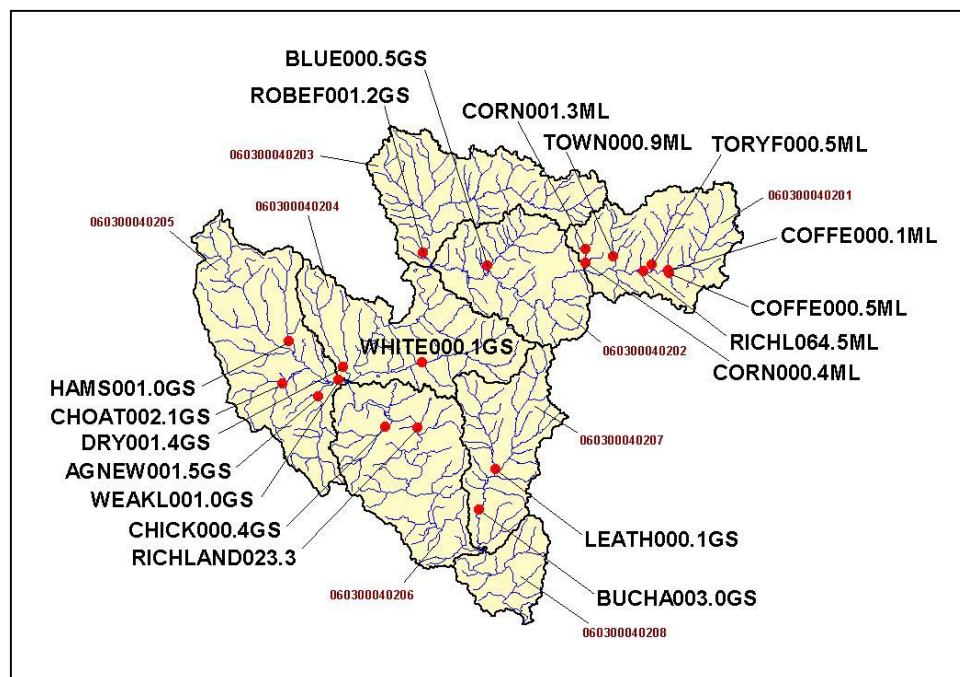 BLUE000.5GS
ROBEF001.2GS
CORN001.3ML
TOWN000.9ML
TORYF000.5ML
060300040203
060300040201
060300040204
060300040205
COFFE000.1ML
COFFE000.5ML
RICHL064.5ML
WHITE000.1GS
060300040202
CORN000.4ML
HAMS001.0GS
CHOAT002.1GS
DRY001.4GS
060300040207
AGNEW001.5GS
WEAKL001.0GS
CHICK000.4GS
LEATH000.1GS
RICHLAND023.3
060300040206
BUCHA003.0GS
060300040208